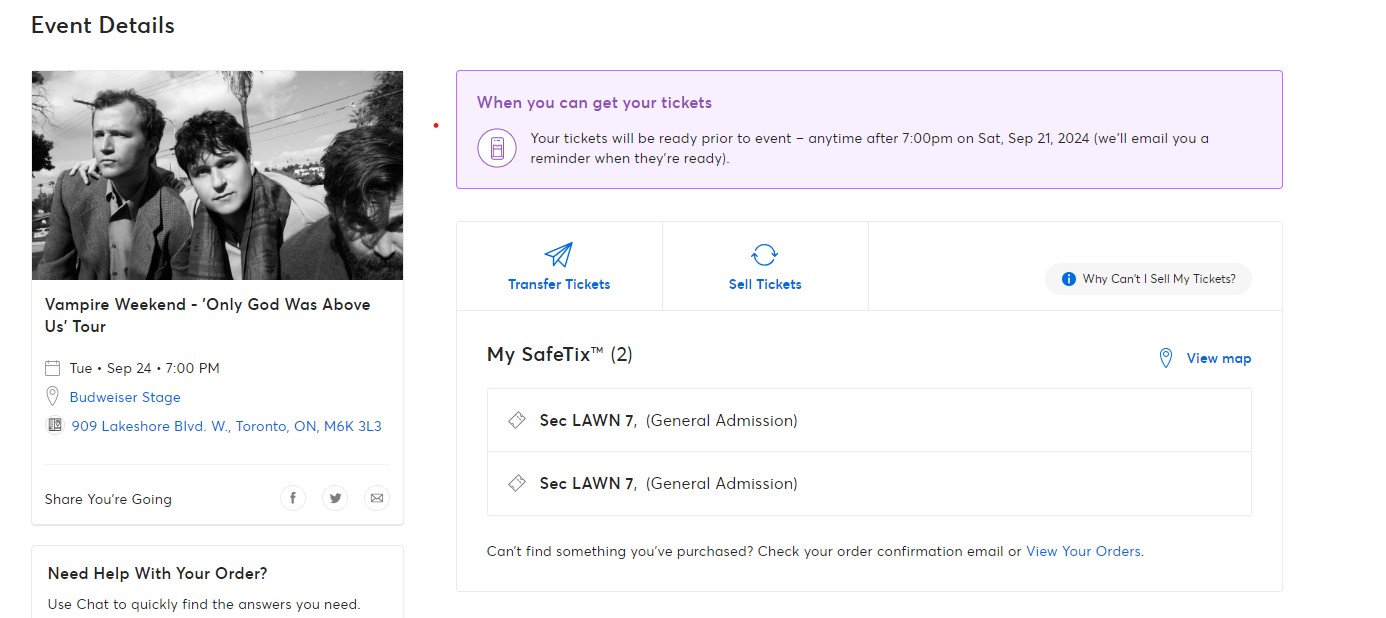 Event Details
When you can get your tickets
Your tickets will be ready prior to event – anytime after 7:00pm on Sat, Sep 21, 2024 (we'll email you a
reminder when they're ready).
Transfer Tickets
Sell Tickets
Why Can't I Sell My Tickets?
Vampire Weekend - 'Only God Was Above
Us' Tour
Tue • Sep 24 • 7:00 PM
Budweiser Stage
909 Lakeshore Blvd. W., Toronto, ON, M6K 3L3
Share You're Going
My SafeTix™ (2)
View map
Sec LAWN 7, (General Admission)
Sec LAWN 7, (General Admission)
Can't find something you've purchased? Check your order confirmation email or View Your Orders.
Need Help With Your Order?
Use Chat to quickly find the answers you need.